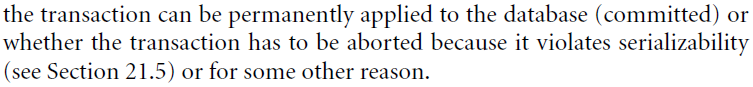 the transaction can be permanently applied to the database (committed) or
whether the transaction has to be aborted because it violates serializability
(see Section 21.5) or for some other reason.